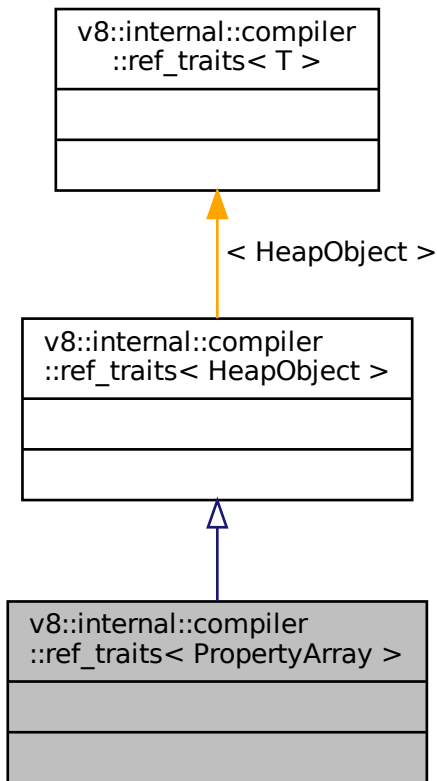 v8::internal::compiler
::ref_traits< T >
< HeapObject >
v8::internal::compiler
::ref_traits< HeapObject >
v8::internal::compiler
::ref_traits< PropertyArray >